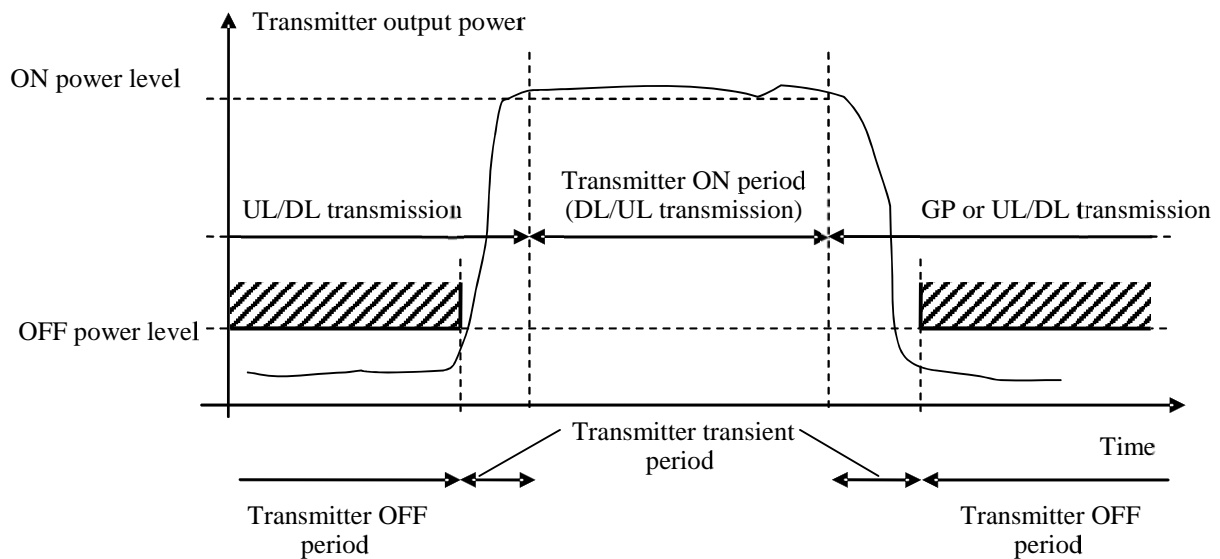 Transmitter output power
ON power level
Transmitter ON period
(DL/UL transmission)
UL/DL transmission
GP or UL/DL transmission
OFF power level
Transmitter transient
period
Time
Transmitter OFF
period
Transmitter OFF
period